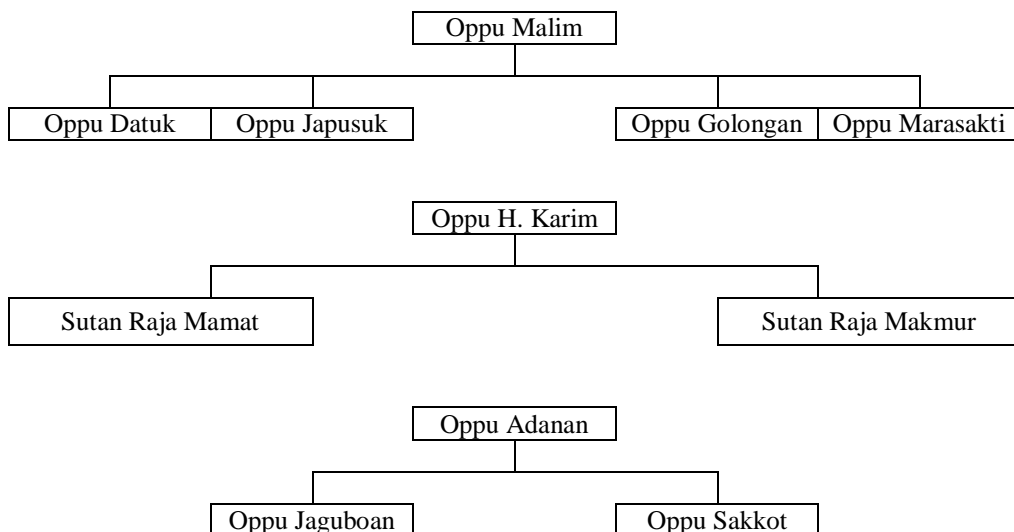 Oppu Malim
Oppu Datuk
Oppu Japusuk
Oppu Golongan
Oppu Marasakti
Oppu H. Karim
Sutan Raja Mamat
Sutan Raja Makmur
Oppu Adanan
Oppu Jaguboan
Oppu Sakkot